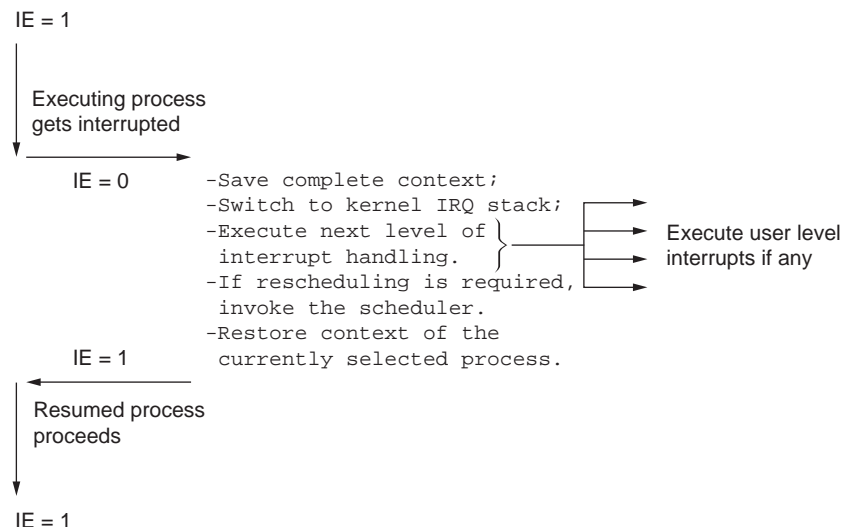 IE = 1
Executing process
gets interrupted
IE = 0
-Save complete context;
-Switch to kernel IRQ stack;
-Execute next level of
interrupt handling.
Execute user level
interrupts if any
-If rescheduling is required,
invoke the scheduler.
-Restore context of the
currently selected process.
IE = 1
Resumed process
proceeds
IE = 1